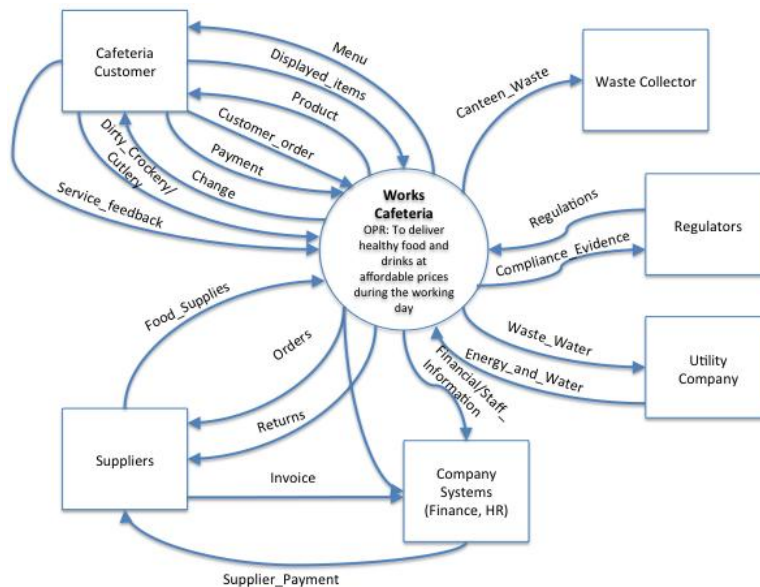 Cafeteria
Customer
Menu
Displayed_items
Product
Customer_order
Payment
Change
Dirty_Crockery/
Cutlery
Service_feedback
Canteen_Waste
Waste Collector
Works
Cafeteria
OPR: To deliver
healthy food and
drinks at
affordable prices
during the working
day
Regulations
Compliance_Evidence
Regulators
Waste_Water
Energy_and_Water
Utility
Company
Food_Supplies
Orders
Returns
Financial/Staff_
Information
Suppliers
Invoice
Company
Systems
(Finance, HR)
Supplier_Payment